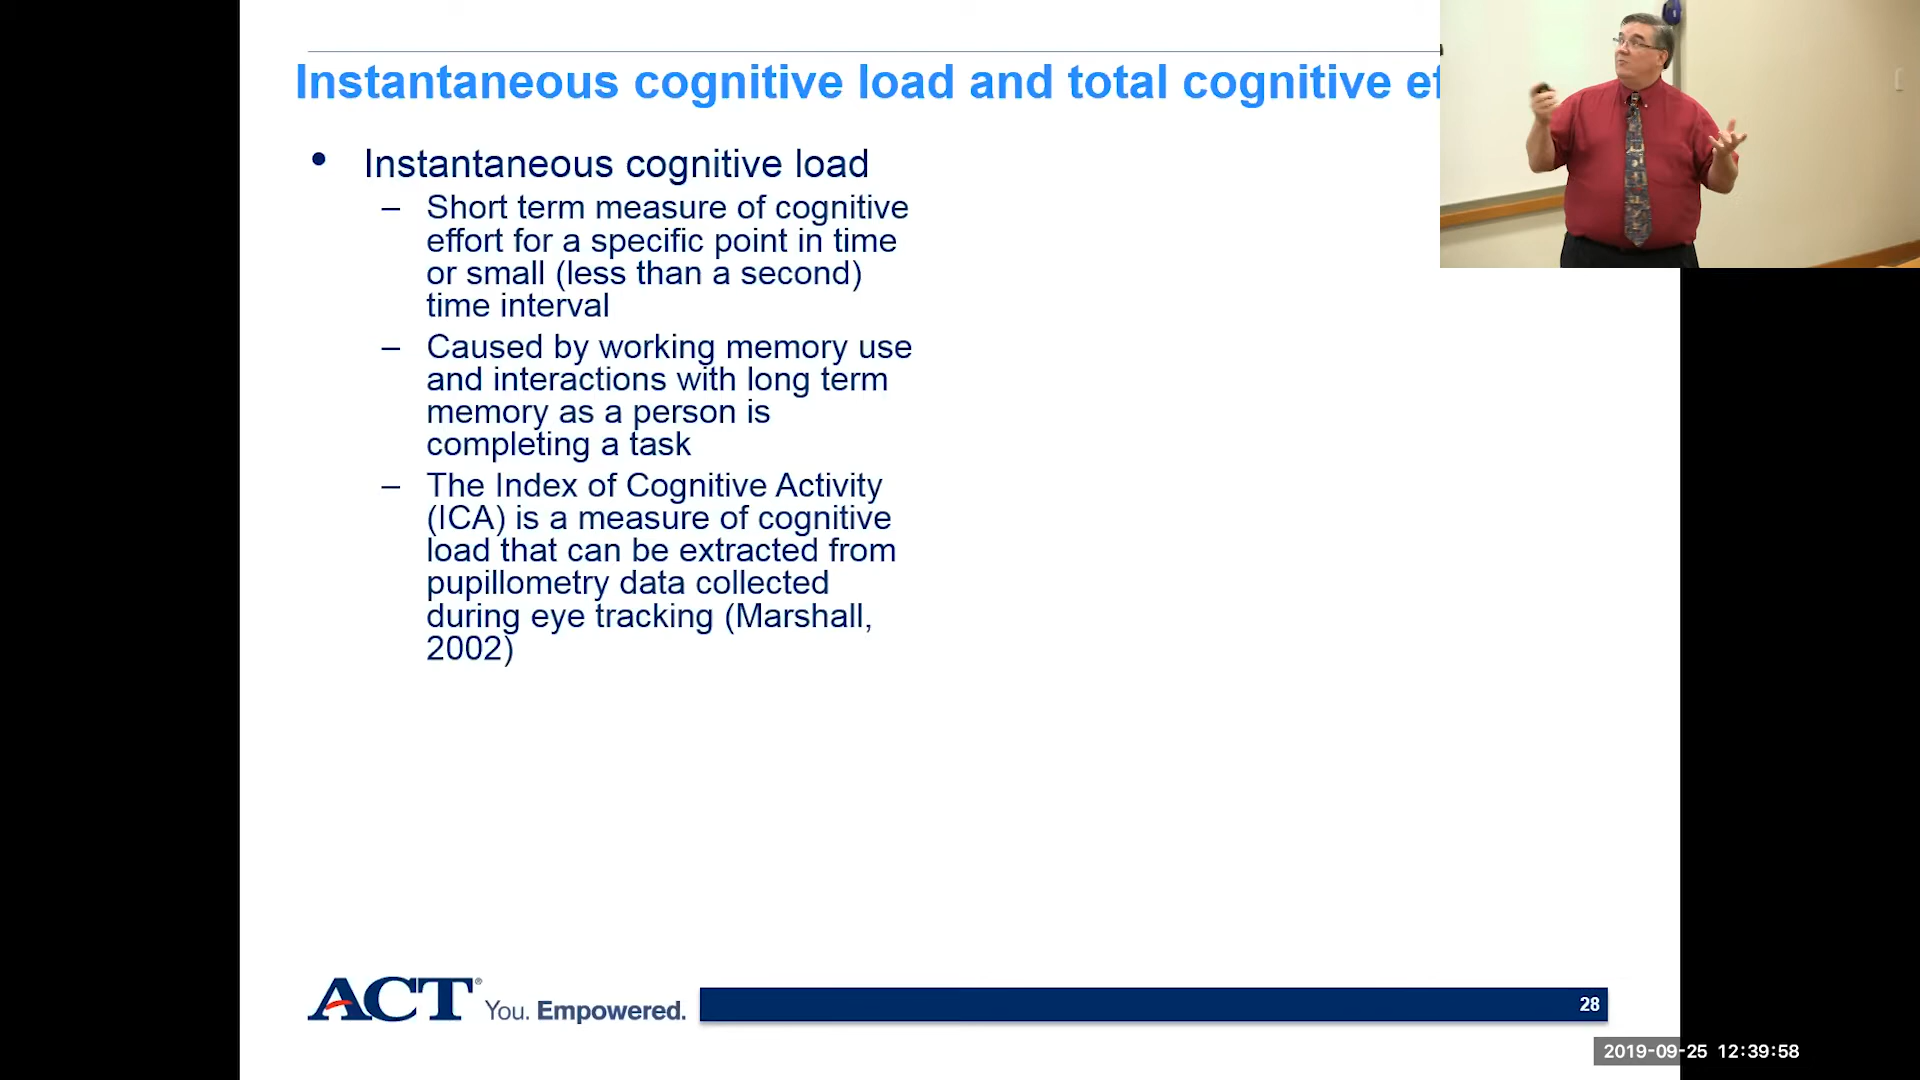 Instantaneous cognitive load and total cognitive
• Instantaneous cognitive load
– Short term measure of cognitive
effort for a specific point in time
or small (less than a second)
time interval
– Caused by working memory use
and interactions with long term
memory as a person is
completing a task
– The Index of Cognitive Activity
(ICA) is a measure of cognitive
load that can be extracted from
pupillometry data collected
during eye tracking (Marshall,
2002)
ACT® You. Empowered.
28
2019-09-25 12:39:58